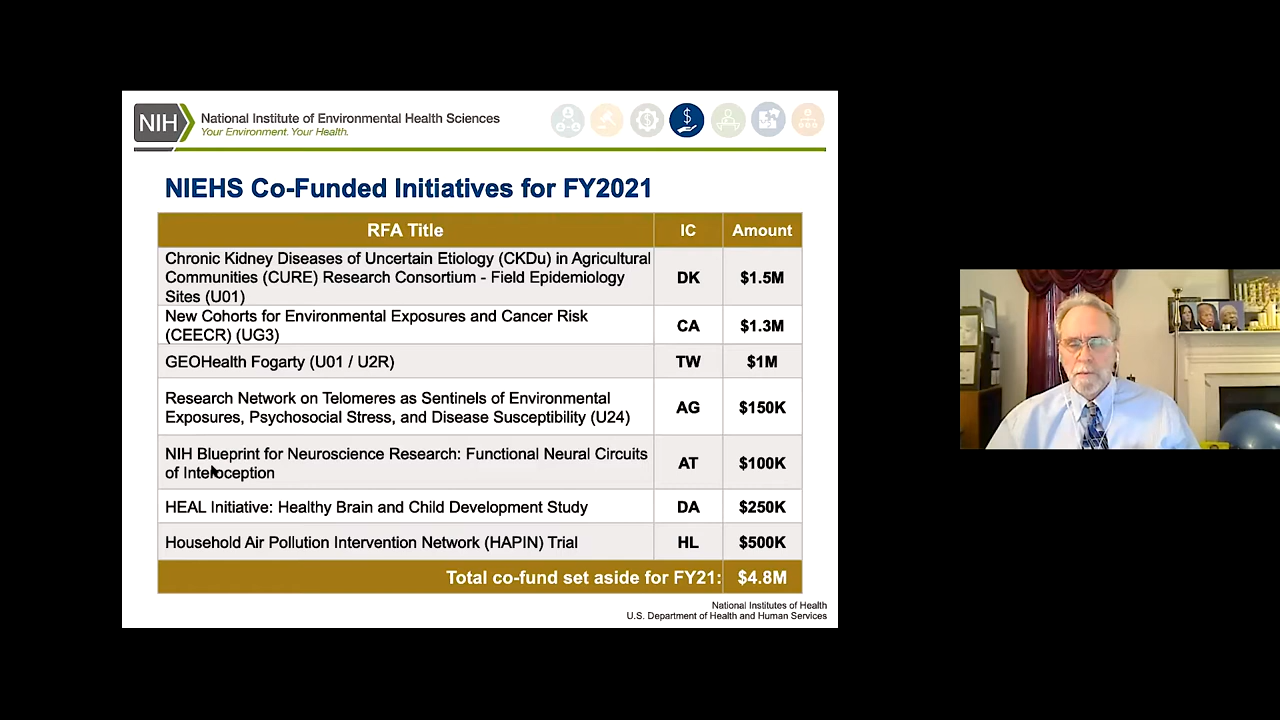 NIH
National Institute of Environmental Health Sciences
Your Environment. Your Health.
NIEHS Co-Funded Initiatives for FY2021
RFA Title IC Amount
Chronic Kidney Diseases of Uncertain Etiology (CKDu) in Agricultural
Communities (CURE) Research Consortium - Field Epidemiology
Sites (U01)
DK $1.5M
New Cohorts for Environmental Exposures and Cancer Risk
(CEECR) (UG3)
CA $1.3M
GEOHealth Fogarty (U01 / U2R) TW $1M
Research Network on Telomeres as Sentinels of Environmental
Exposures, Psychosocial Stress, and Disease Susceptibility (U24)
AG $150K
NIH Blueprint for Neuroscience Research: Functional Neural Circuits
of Interoception
AT $100K
HEAL Initiative: Healthy Brain and Child Development Study DA $250K
Household Air Pollution Intervention Network (HAPIN) Trial HL $500K
Total co-fund set aside for FY21: $4.8M
National Institutes of Health
U.S. Department of Health and Human Services